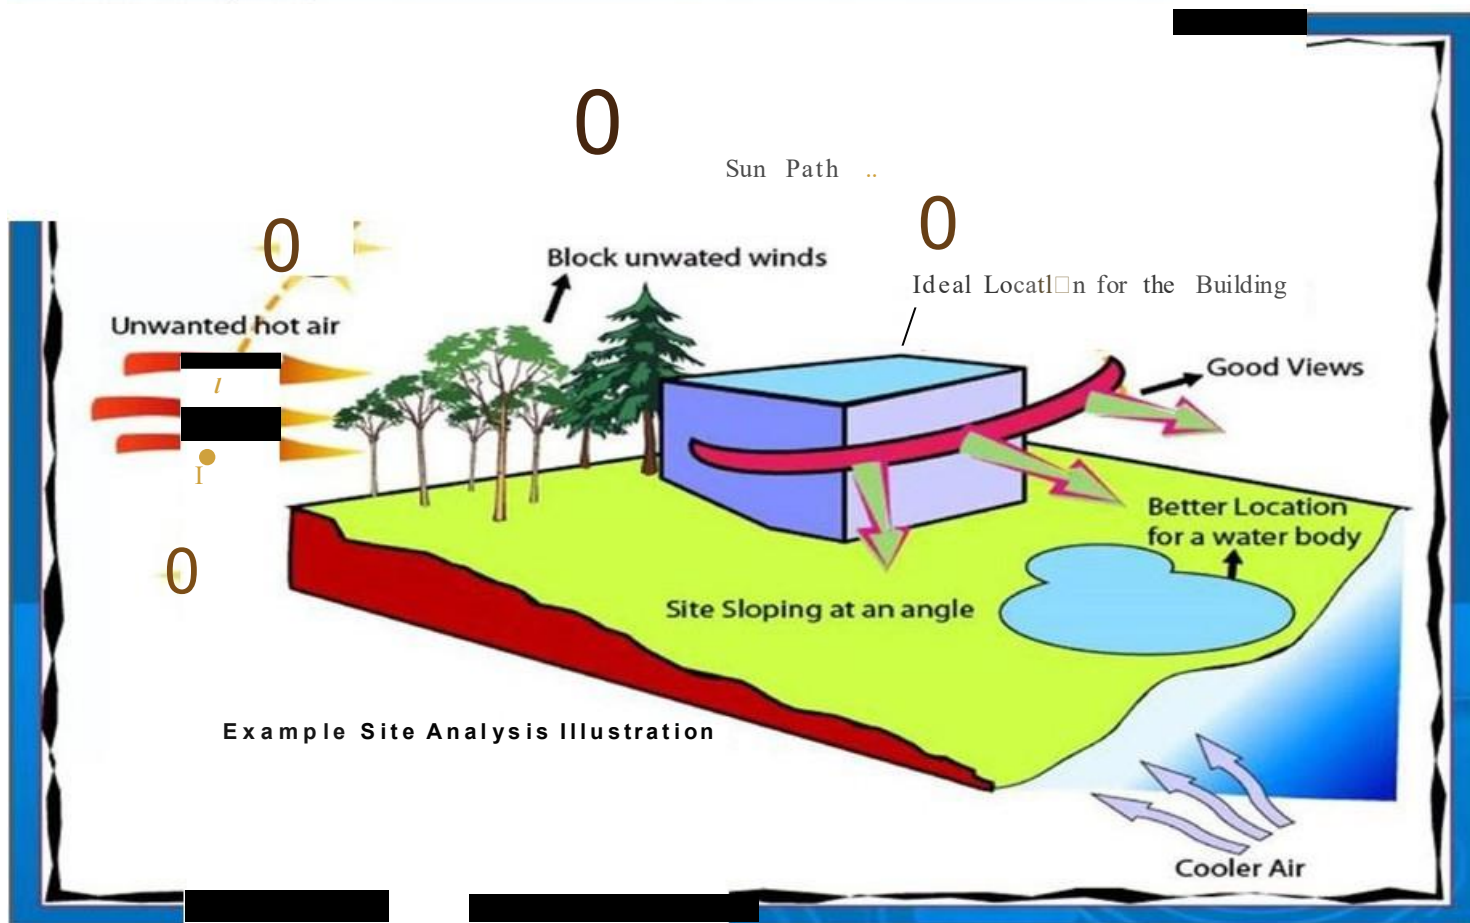 0
Sun Path ..
0
0
Block unwated winds
Ideal Locatl□n for the Building
Unwanted hot air
Good Views
l
I
Better Location
for a water body
0
Site Sloping at an angle
Example Site Analysis Illustration
Cooler Air